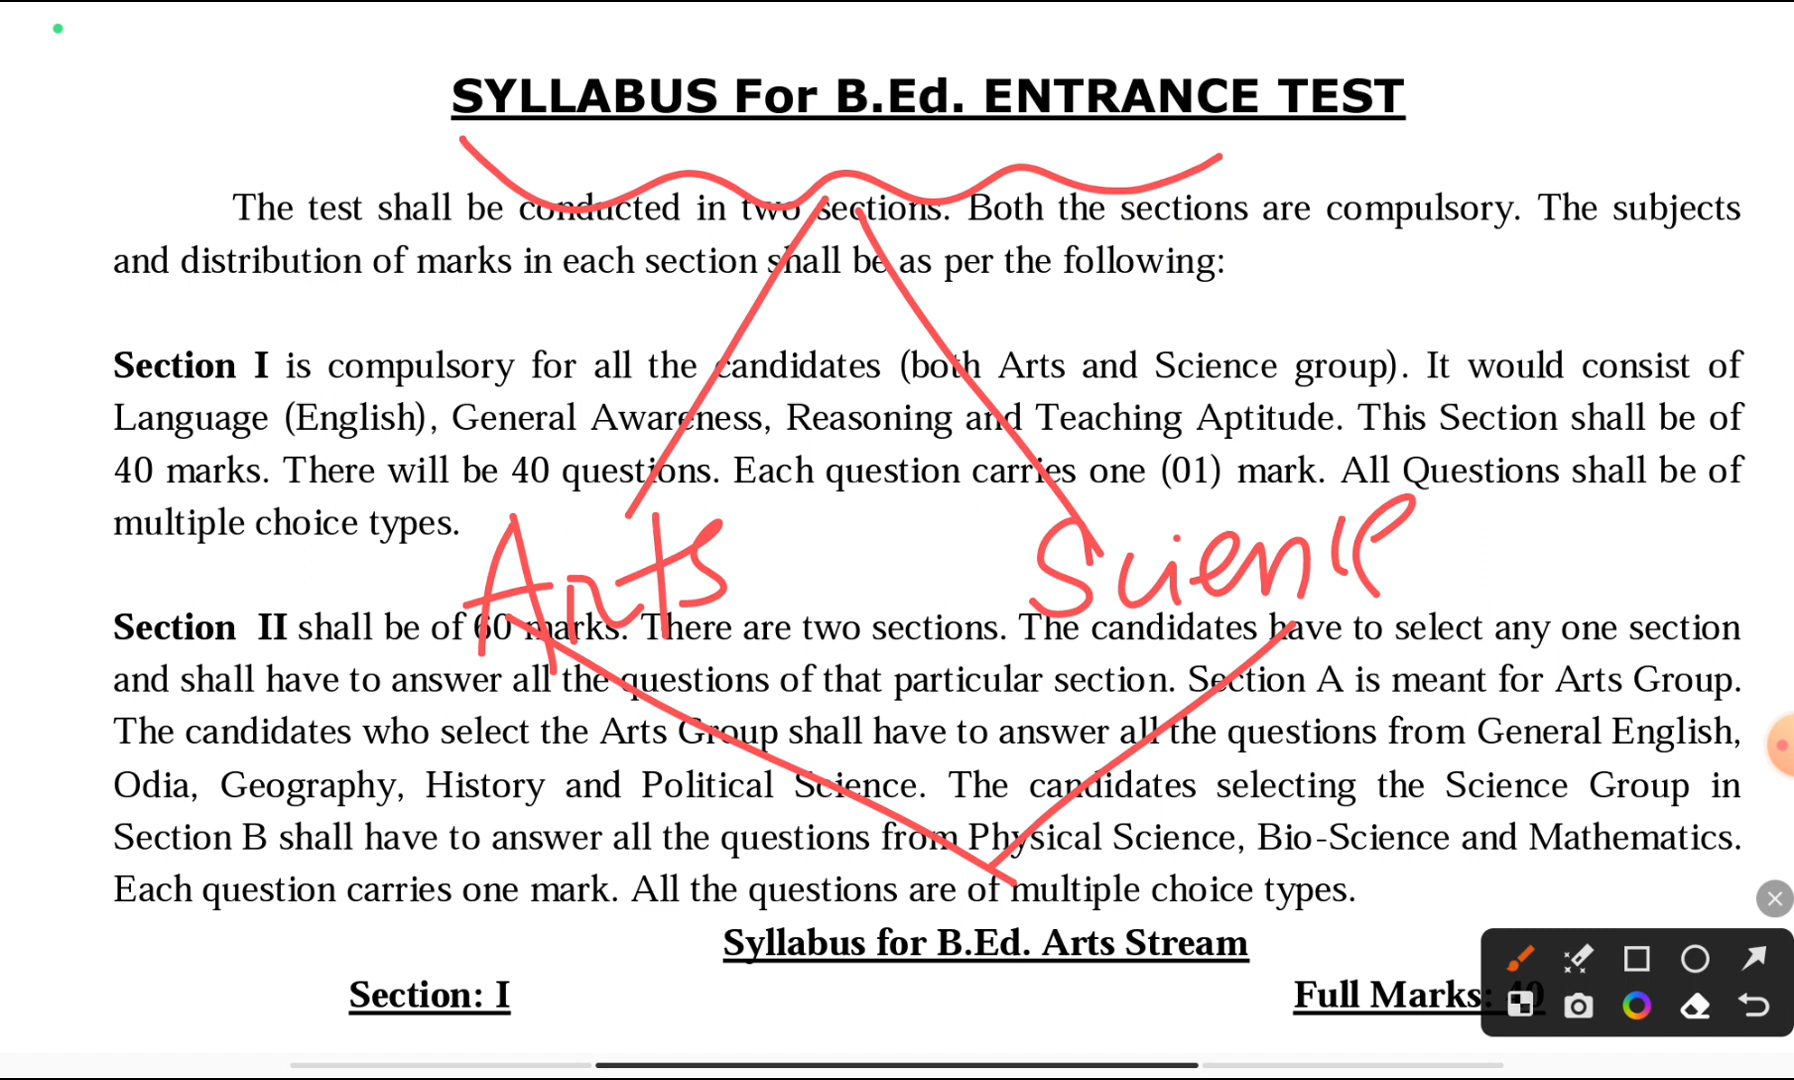 SYLLABUS For B.Ed. ENTRANCE TEST
The test shall be conducted in two sections. Both the sections are compulsory. The subjects
and distribution of marks in each section shall be as per the following:
Section I is compulsory for all the candidates (both Arts and Science group). It would consist of
Language (English), General Awareness, Reasoning and Teaching Aptitude. This Section shall be of
40 marks. There will be 40 questions. Each question carries one (01) mark. All Questions shall be of
multiple choice types.
Arts
Science
Section II shall be of 60 marks. There are two sections. The candidates have to select any one section
and shall have to answer all the questions of that particular section. Section A is meant for Arts Group.
The candidates who select the Arts Group shall have to answer all the questions from General English,
Odia, Geography, History and Political Science. The candidates selecting the Science Group in
Section B shall have to answer all the questions from Physical Science, Bio-Science and Mathematics.
Each question carries one mark. All the questions are of multiple choice types.
Syllabus for B.Ed. Arts Stream
Section: I Full Marks: 40